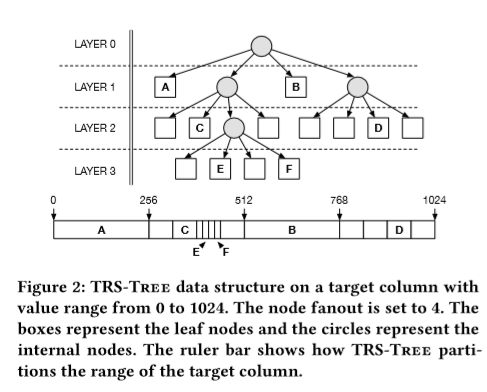 LAYER 0
LAYER 1
A
B
LAYER 2
C
D
LAYER 3
E
F
0 256 512 768 1024
A C B D
E F
Figure 2: TRS-TREE data structure on a target column with
value range from 0 to 1024. The node fanout is set to 4. The
boxes represent the leaf nodes and the circles represent the
internal nodes. The ruler bar shows how TRS-TREE parti-
tions the range of the target column.